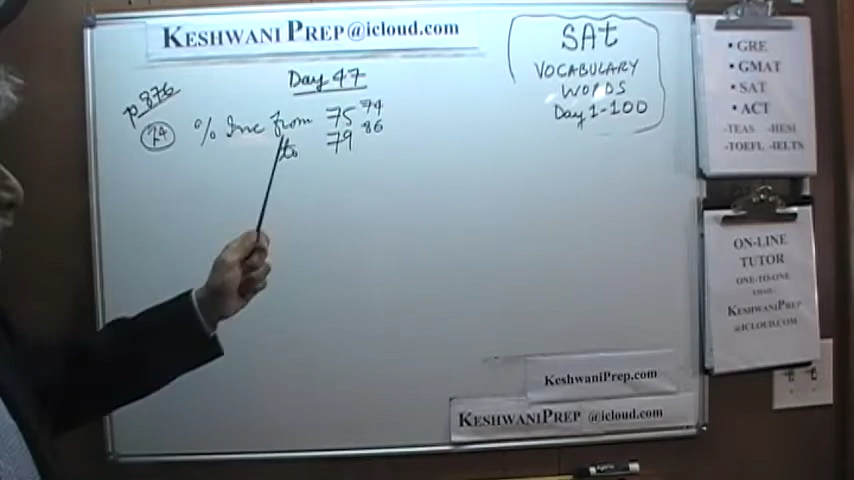 KESHWANI PREP@icloud.com
Day 47
p876
24 % Inc from 75 74
to 79 86
SAt
VOCABULARY
WORDS
Day 1-100
• GRE
• GMAT
• SAT
• ACT
-TEAS -HESI
-TOEFL -IELTS
ON-LINE
TUTOR
ONE-TO-ONE
KESHWANIPREP
@ICLOUD.COM
KeshwaniPrep.com
KESHWANIPREP @icloud.com